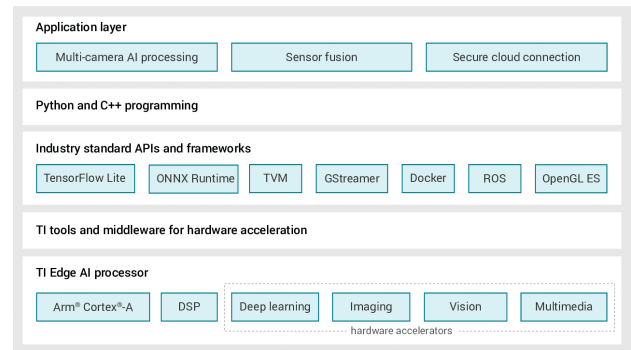 Application layer
Multi-camera AI processing Sensor fusion Secure cloud connection
Python and C++ programming
Industry standard APIs and frameworks
TensorFlow Lite ONNX Runtime TVM GStreamer Docker ROS OpenGL ES
TI tools and middleware for hardware acceleration
TI Edge AI processor
Arm® Cortex®-A DSP Deep learning Imaging Vision Multimedia
hardware accelerators